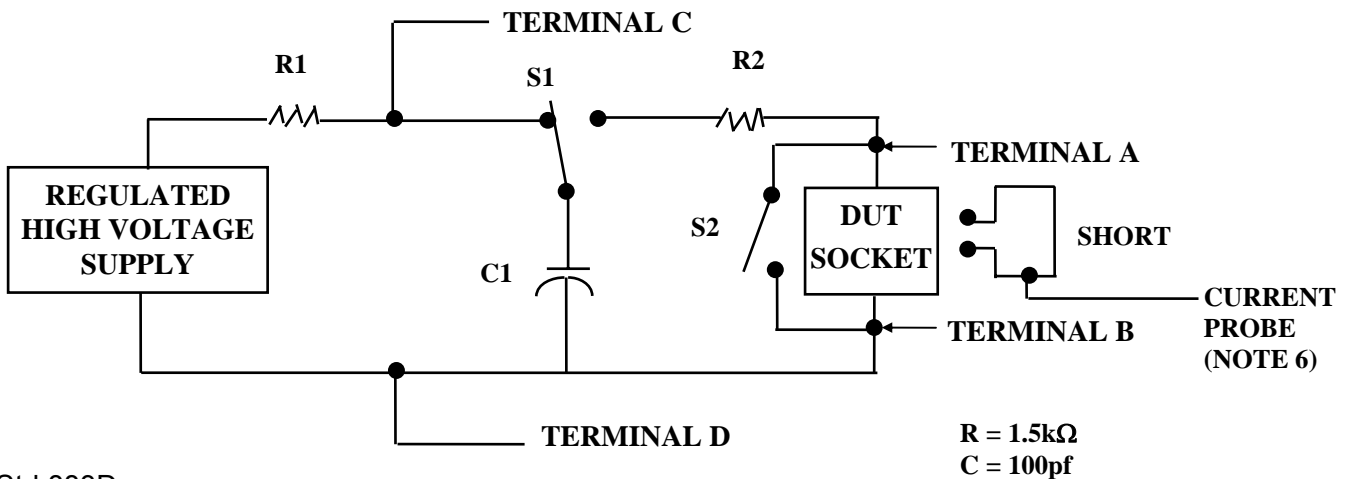 TERMINAL C
R1
S1
R2
TERMINAL A
REGULATED
HIGH VOLTAGE
SUPPLY
C1
S2
DUT
SOCKET
SHORT
CURRENT
PROBE
(NOTE 6)
TERMINAL B
TERMINAL D
R = 1.5kΩ
C = 100pf